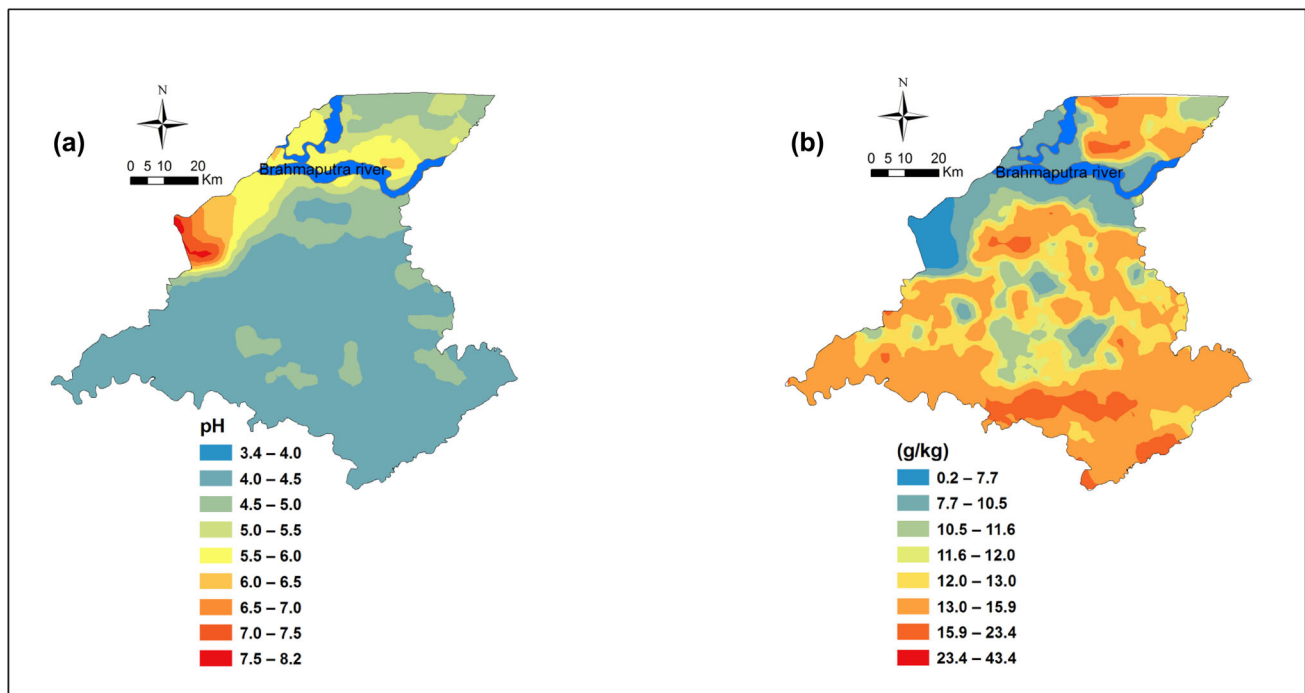 (a)
N
0 5 10 20
Km
Brahmaputra river
pH
3.4 – 4.0
4.0 – 4.5
4.5 – 5.0
5.0 – 5.5
5.5 – 6.0
6.0 – 6.5
6.5 – 7.0
7.0 – 7.5
7.5 – 8.2
(b)
N
0 5 10 20
Km
Brahmaputra river
(g/kg)
0.2 – 7.7
7.7 – 10.5
10.5 – 11.6
11.6 – 12.0
12.0 – 13.0
13.0 – 15.9
15.9 – 23.4
23.4 – 43.4